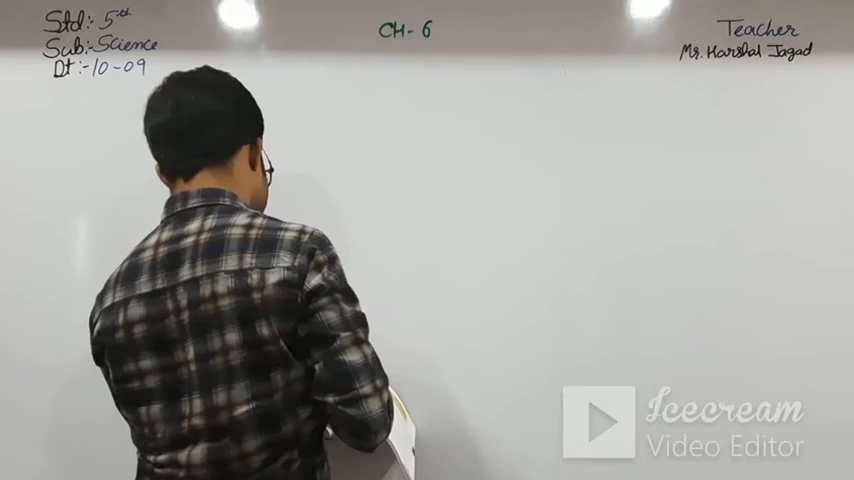 Std:- 5th
Sub:- Science
Dt:- 10-09
CH- 6
Teacher
Mr. Harshal Jagad
Icecream
Video Editor